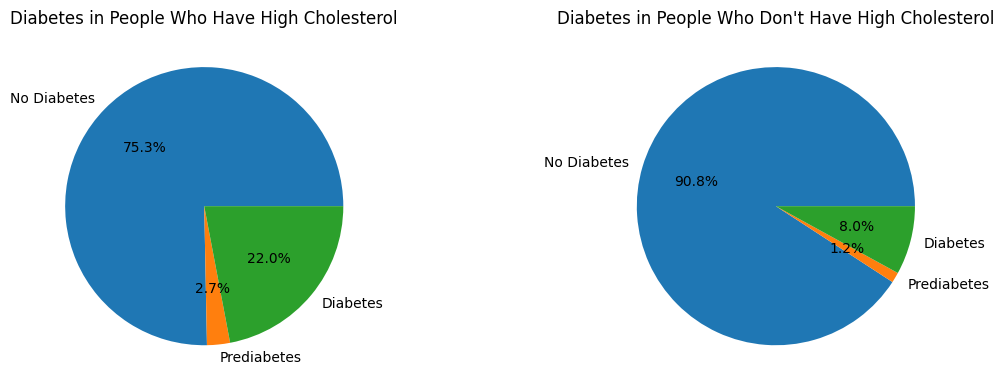 Diabetes in People Who Have High Cholesterol
No Diabetes
75.3%
22.0%
2.7%
Diabetes
Prediabetes
Diabetes in People Who Don't Have High Cholesterol
No Diabetes
90.8%
8.0%
1.2%
Diabetes
Prediabetes